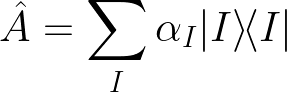 Â = ∑_I α_I |I⟩⟨I|